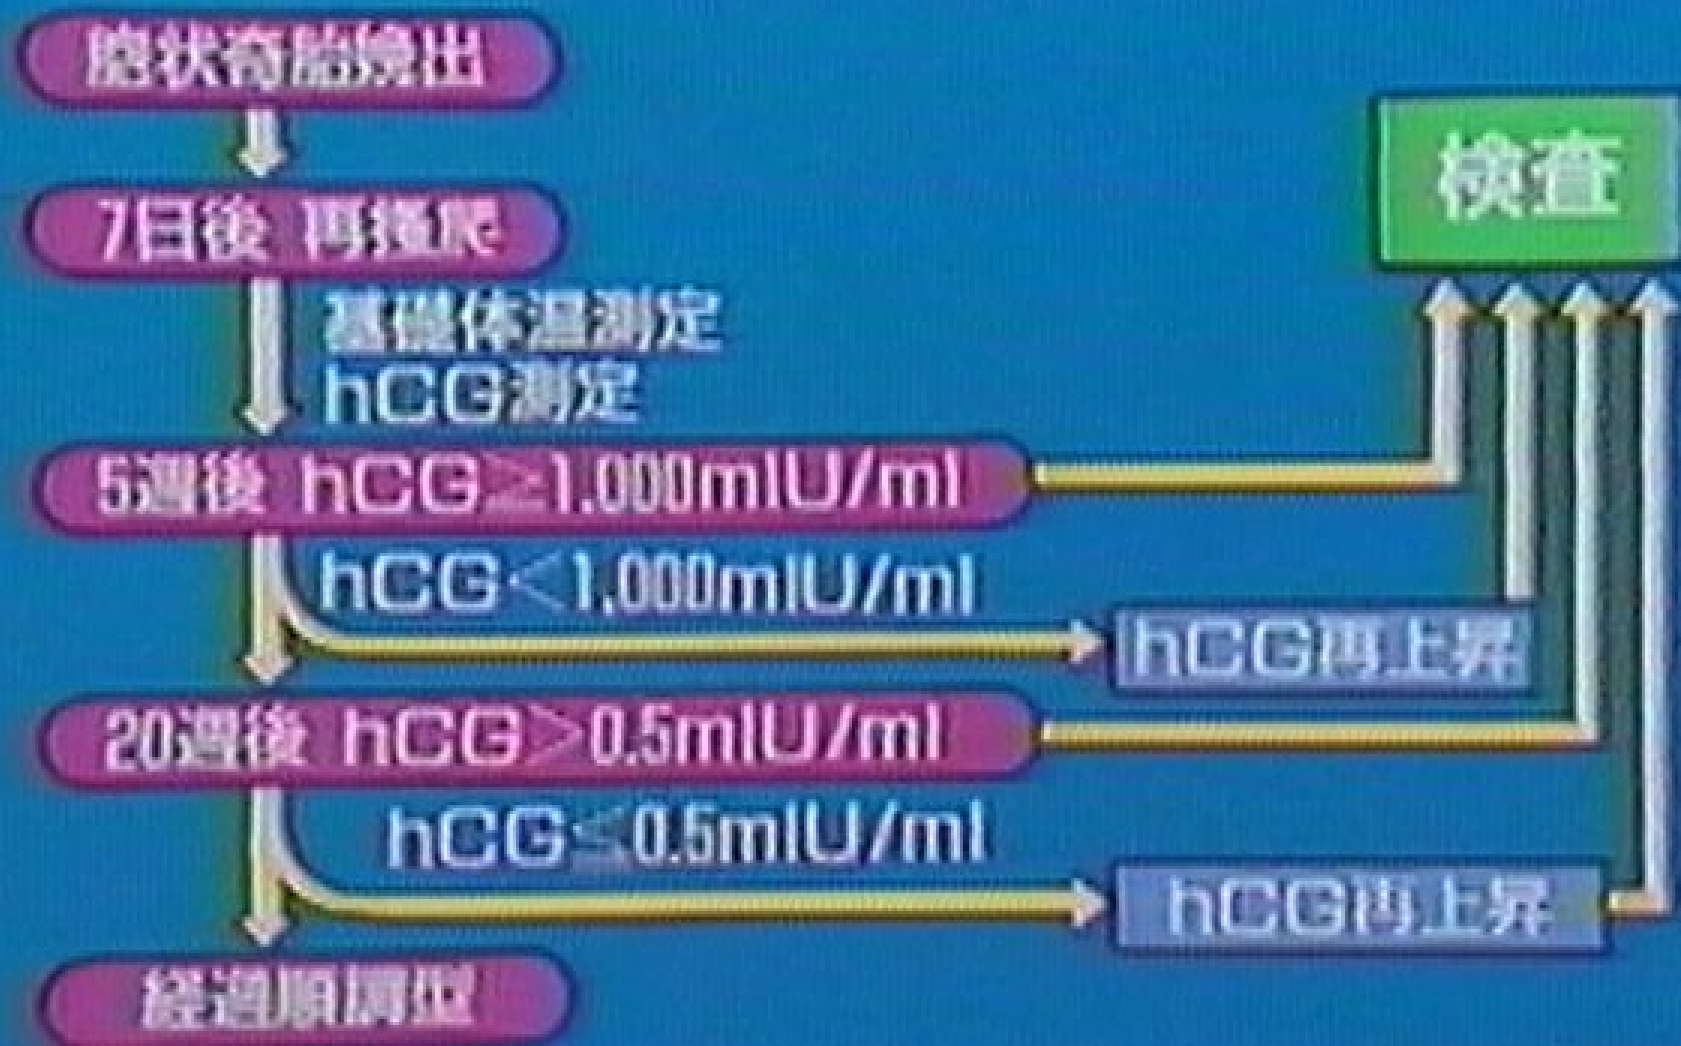 胞状奇胎娩出
検査
7日後 再掻爬
基礎体温測定
hCG測定
5週後 hCG≧1,000mIU/ml
hCG<1,000mIU/ml
hCG再上昇
20週後 hCG>0.5mIU/ml
hCG≦0.5mIU/ml
hCG再上昇
経過順調型